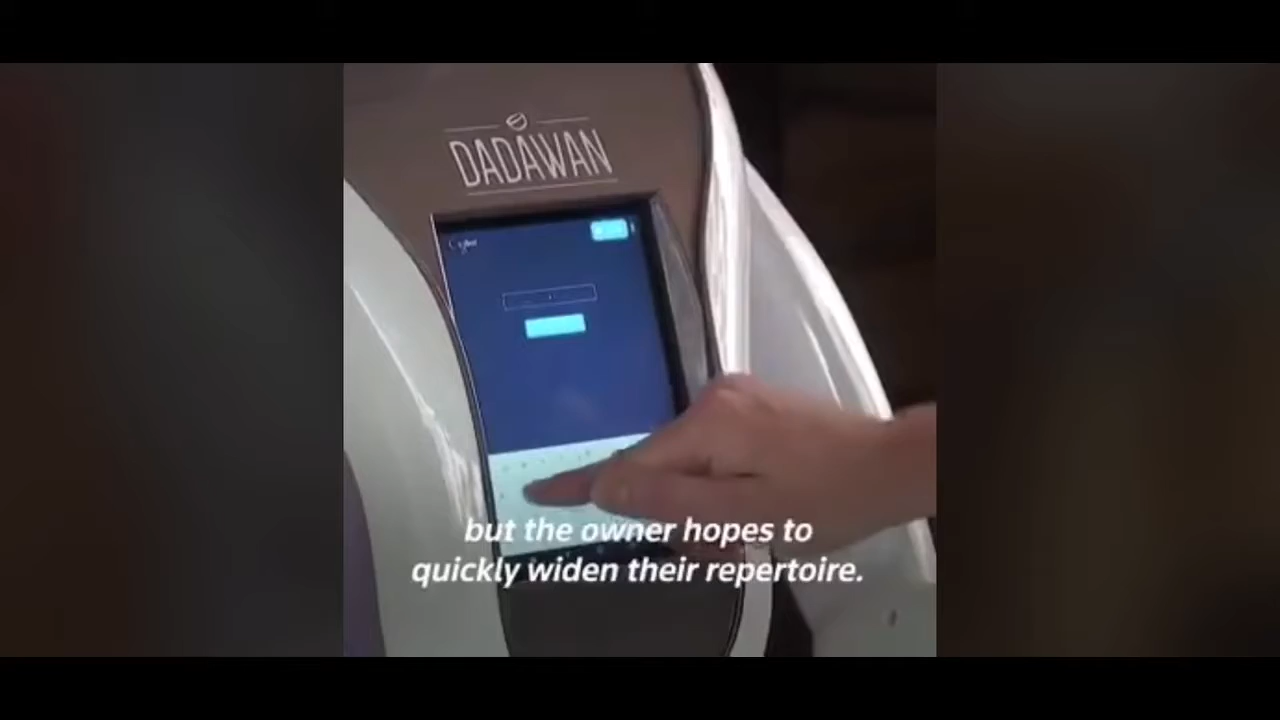 DADAWAN
but the owner hopes to
quickly widen their repertoire.